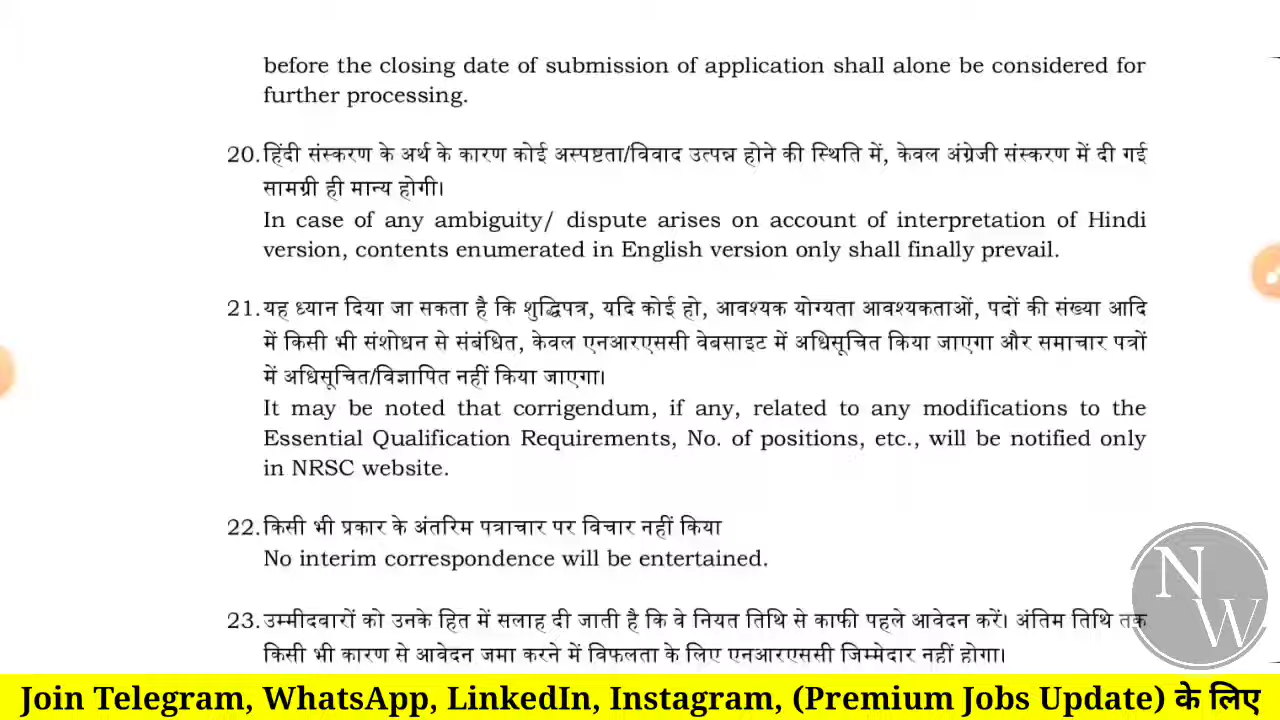 before the closing date of submission of application shall alone be considered for
further processing.
20. हिंदी संस्करण के अर्थ के कारण कोई अस्पष्टता/विवाद उत्पन्न होने की स्थिति में, केवल अंग्रेजी संस्करण में दी गई
सामग्री ही मान्य होगी।
In case of any ambiguity/ dispute arises on account of interpretation of Hindi
version, contents enumerated in English version only shall finally prevail.
21. यह ध्यान दिया जा सकता है कि शुद्धिपत्र, यदि कोई हो, आवश्यक योग्यता आवश्यकताओं, पदों की संख्या आदि
में किसी भी संशोधन से संबंधित, केवल एनआरएससी वेबसाइट में अधिसूचित किया जाएगा और समाचार पत्रों
में अधिसूचित/विज्ञापित नहीं किया जाएगा।
It may be noted that corrigendum, if any, related to any modifications to the
Essential Qualification Requirements, No. of positions, etc., will be notified only
in NRSC website.
22. किसी भी प्रकार के अंतरिम पत्राचार पर विचार नहीं किया
No interim correspondence will be entertained.
23. उम्मीदवारों को उनके हित में सलाह दी जाती है कि वे नियत तिथि से काफी पहले आवेदन करें। अंतिम तिथि तक
किसी भी कारण से आवेदन जमा करने में विफलता के लिए एनआरएससी जिम्मेदार नहीं होगा।
N W
Join Telegram, WhatsApp, LinkedIn, Instagram, (Premium Jobs Update) के लिए